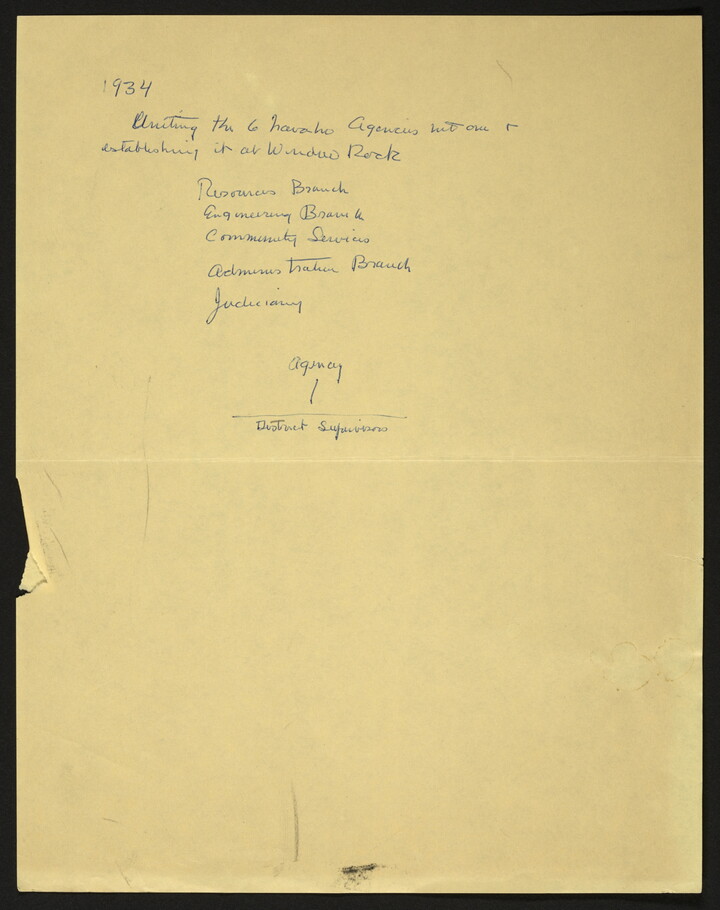 1934
Uniting the 6 Navaho Agencies into one +
establishing it at Window Rock
Resources Branch
Engineering Branch
Community Services
Administration Branch
Judiciary
Agency
District Supervisors